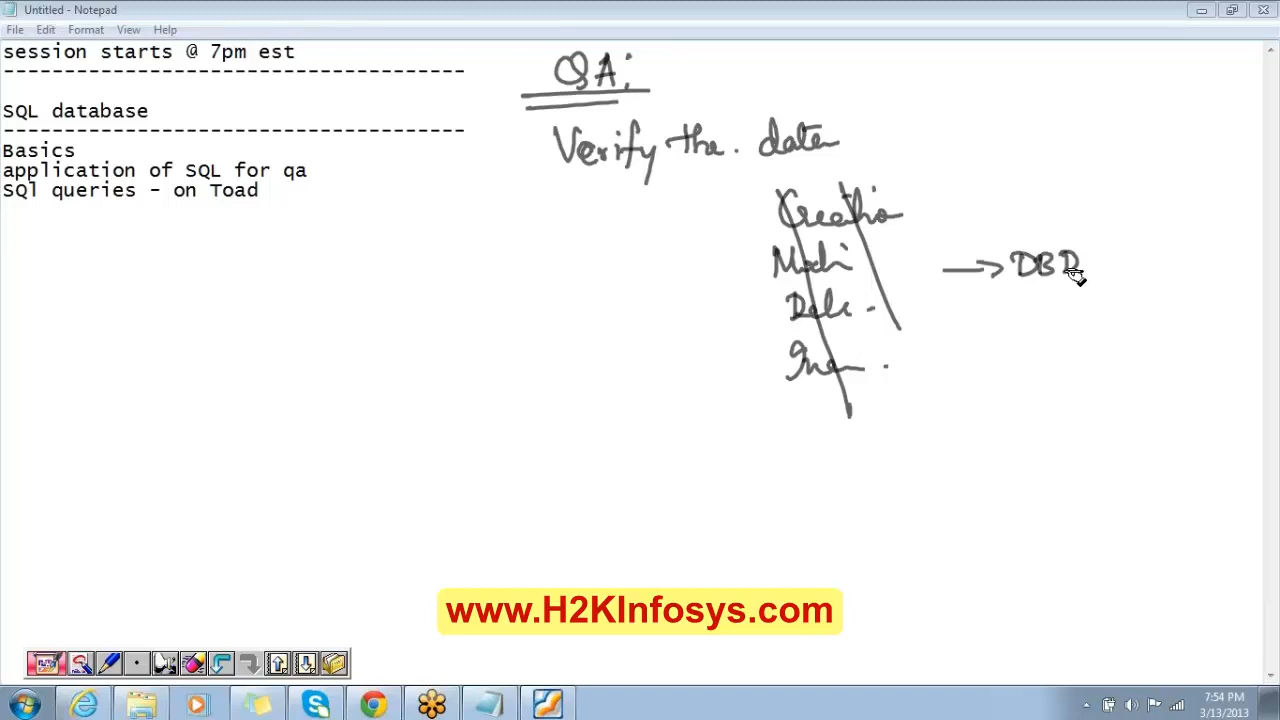 Untitled - Notepad
File Edit Format View Help
session starts @ 7pm est
---------------------------------------
SQL database
---------------------------------------
Basics
application of SQL for qa
SQl queries - on Toad
QA:
Verify the. data
Creation
Modi
Dele -
→ DBD
www.H2KInfosys.com
7:54 PM
3/13/2013